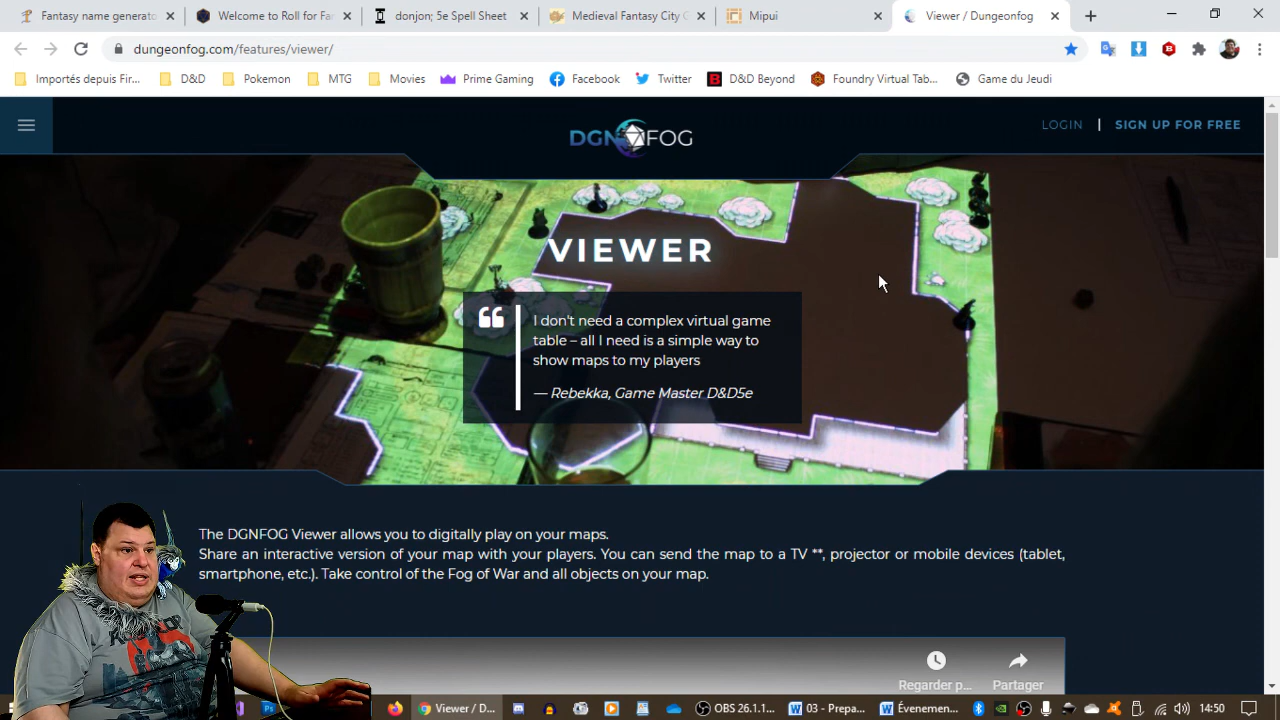 Fantasy name generato
Welcome to Roll for Fa
donjon; 5e Spell Sheet
Medieval Fantasy City G
Mipui
Viewer / Dungeonfog
dungeonfog.com/features/viewer/
Importés depuis Fir...
D&D
Pokemon
MTG
Movies
Prime Gaming
Facebook
Twitter
D&D Beyond
Foundry Virtual Tab...
Game du Jeudi
DGNFOG
LOGIN | SIGN UP FOR FREE
VIEWER
I don't need a complex virtual game
table – all I need is a simple way to
show maps to my players
— Rebekka, Game Master D&D5e
The DGNFOG Viewer allows you to digitally play on your maps.
Share an interactive version of your map with your players. You can send the map to a TV **, projector or mobile devices (tablet,
smartphone, etc.). Take control of the Fog of War and all objects on your map.
Regarder p...
Partager
Viewer / D...
OBS 26.1.1...
03 - Prepa...
Évenemen...
14:50